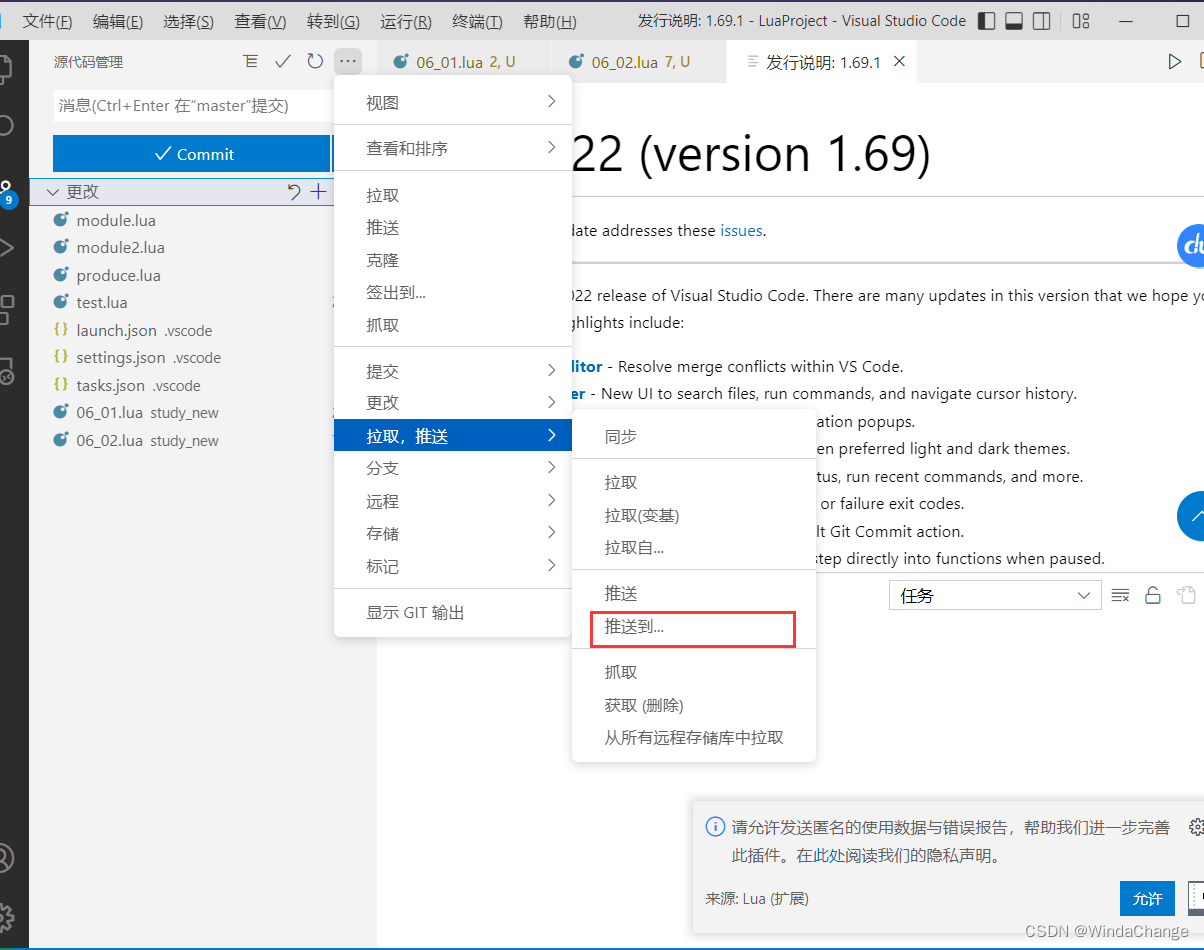 文件(F) 编辑(E) 选择(S) 查看(V) 转到(G) 运行(R) 终端(T) 帮助(H) 发行说明: 1.69.1 - LuaProject - Visual Studio Code
源代码管理
06_01.lua 2, U
06_02.lua 7, U
发行说明: 1.69.1
消息(Ctrl+Enter 在“master”提交)
Commit
更改
9
module.lua
module2.lua
produce.lua
test.lua
launch.json .vscode
settings.json .vscode
tasks.json .vscode
06_01.lua study_new
06_02.lua study_new
视图
查看和排序
拉取
推送
克隆
签出到...
抓取
提交
更改
拉取，推送
分支
远程
存储
标记
显示 GIT 输出
同步
拉取
拉取(变基)
拉取自...
推送
推送到...
抓取
获取 (删除)
从所有远程存储库中拉取
22 (version 1.69)
date addresses these issues.
022 release of Visual Studio Code. There are many updates in this version that we hope
ghlights include:
ditor - Resolve merge conflicts within VS Code.
er - New UI to search files, run commands, and navigate cursor history.
ation popups.
en preferred light and dark themes.
tus, run recent commands, and more.
or failure exit codes.
lt Git Commit action.
step directly into functions when paused.
任务
请允许发送匿名的使用数据与错误报告，帮助我们进一步完善
此插件。在此处阅读我们的隐私声明。
来源: Lua (扩展)
允许
CSDN @WindaChange